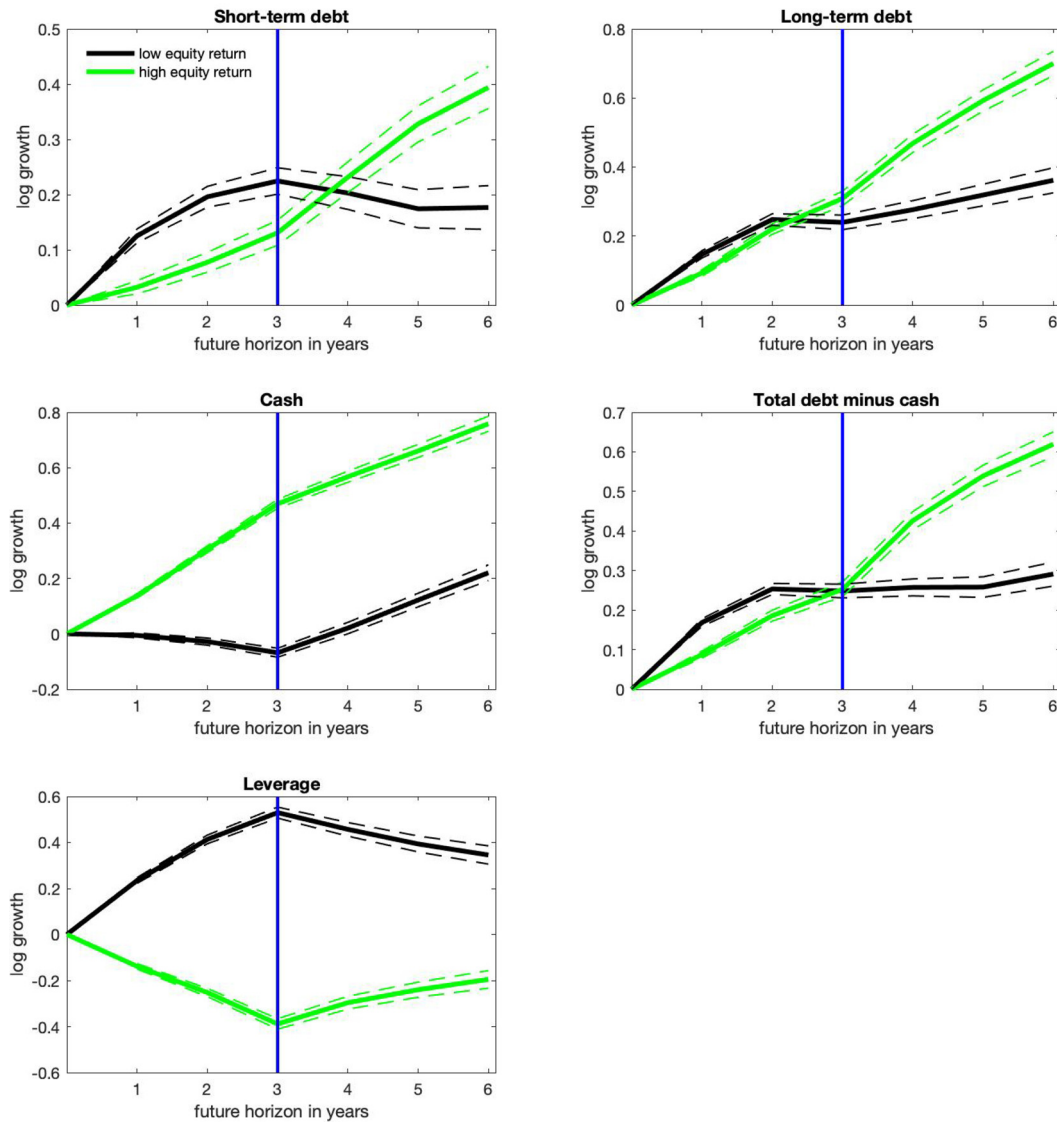 Short-term debt
0.5
0.4
0.3
0.2
0.1
0
log growth
low equity return
high equity return
1 2 3 4 5 6
future horizon in years
Long-term debt
0.8
0.6
0.4
0.2
0
log growth
1 2 3 4 5 6
future horizon in years
Cash
0.8
0.6
0.4
0.2
0
-0.2
log growth
1 2 3 4 5 6
future horizon in years
Total debt minus cash
0.7
0.6
0.5
0.4
0.3
0.2
0.1
0
log growth
1 2 3 4 5 6
future horizon in years
Leverage
0.6
0.4
0.2
0
-0.2
-0.4
-0.6
log growth
1 2 3 4 5 6
future horizon in years